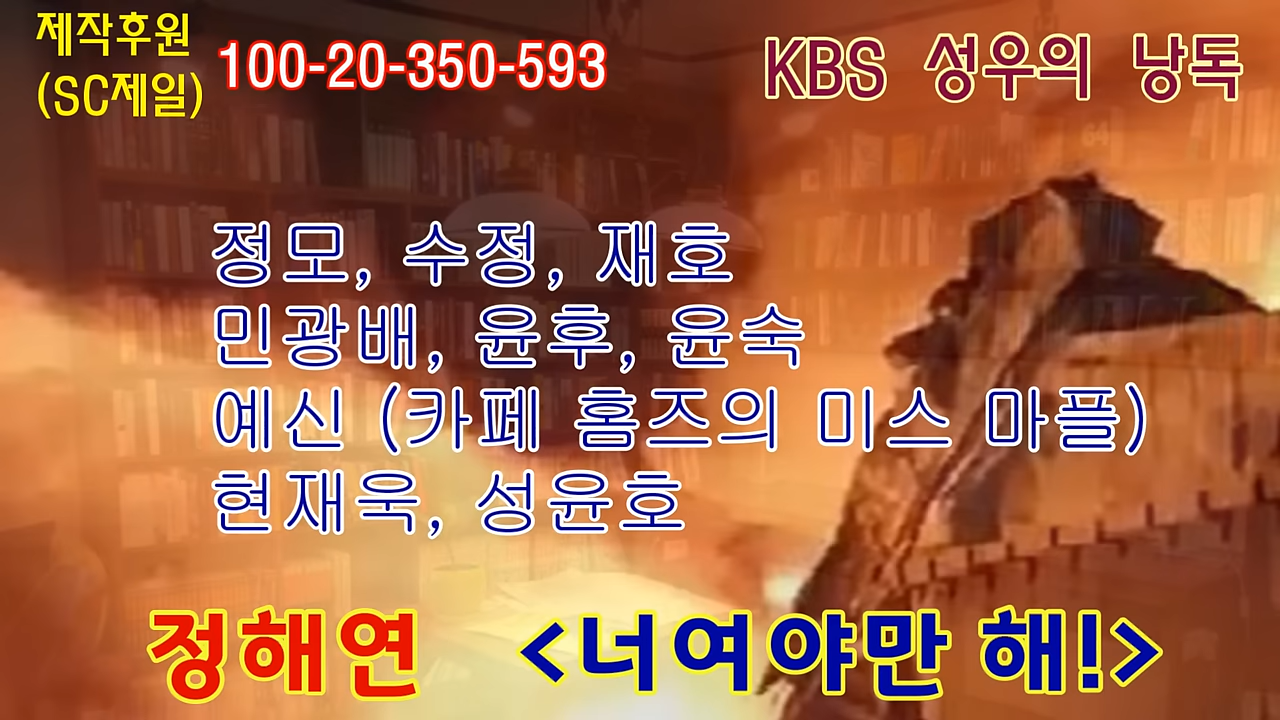 제작후원
(SC제일)
100-20-350-593
KBS 성우의 낭독
정모, 수정, 재호
민광배, 윤후, 윤숙
예신 (카페 홈즈의 미스 마플)
현재욱, 성윤호
정해연 <너여야만 해!>